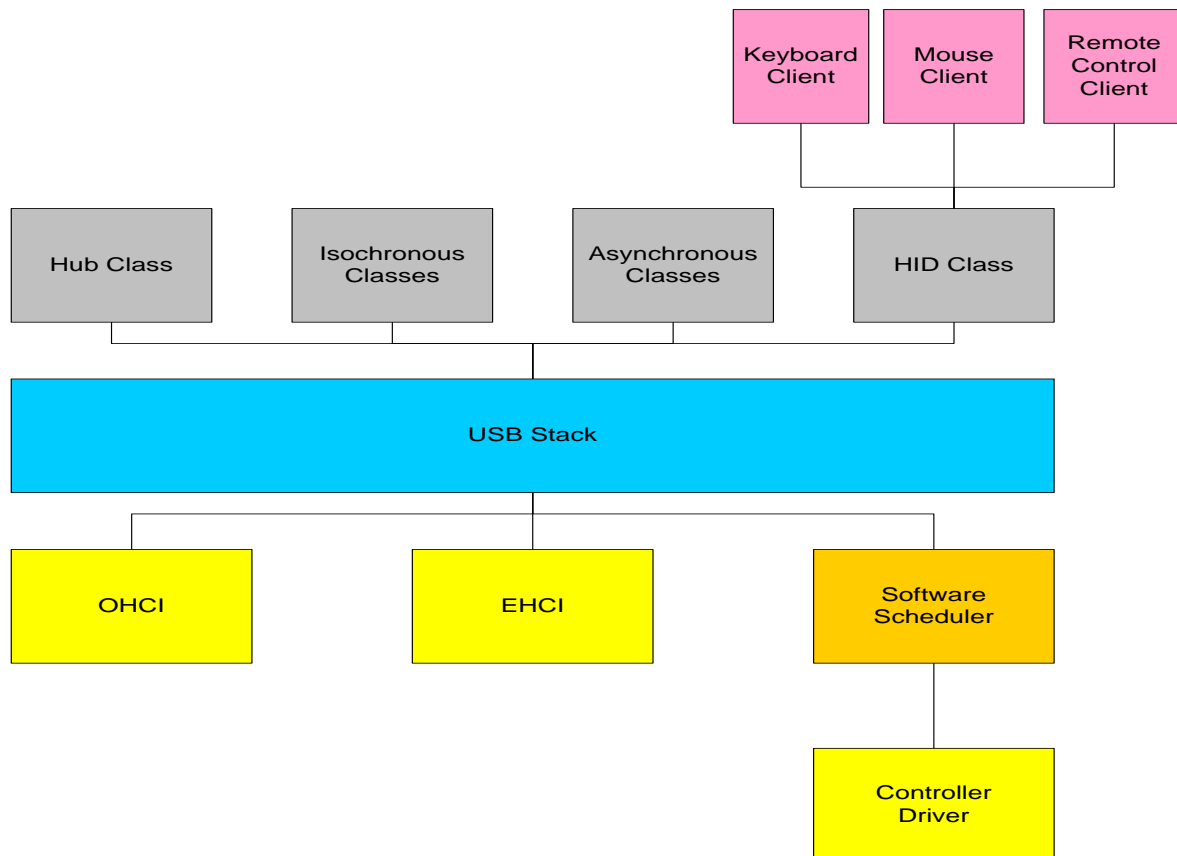 Keyboard
Client
Mouse
Client
Remote
Control
Client
Hub Class
Isochronous
Classes
Asynchronous
Classes
HID Class
USB Stack
OHCI
EHCI
Software
Scheduler
Controller
Driver